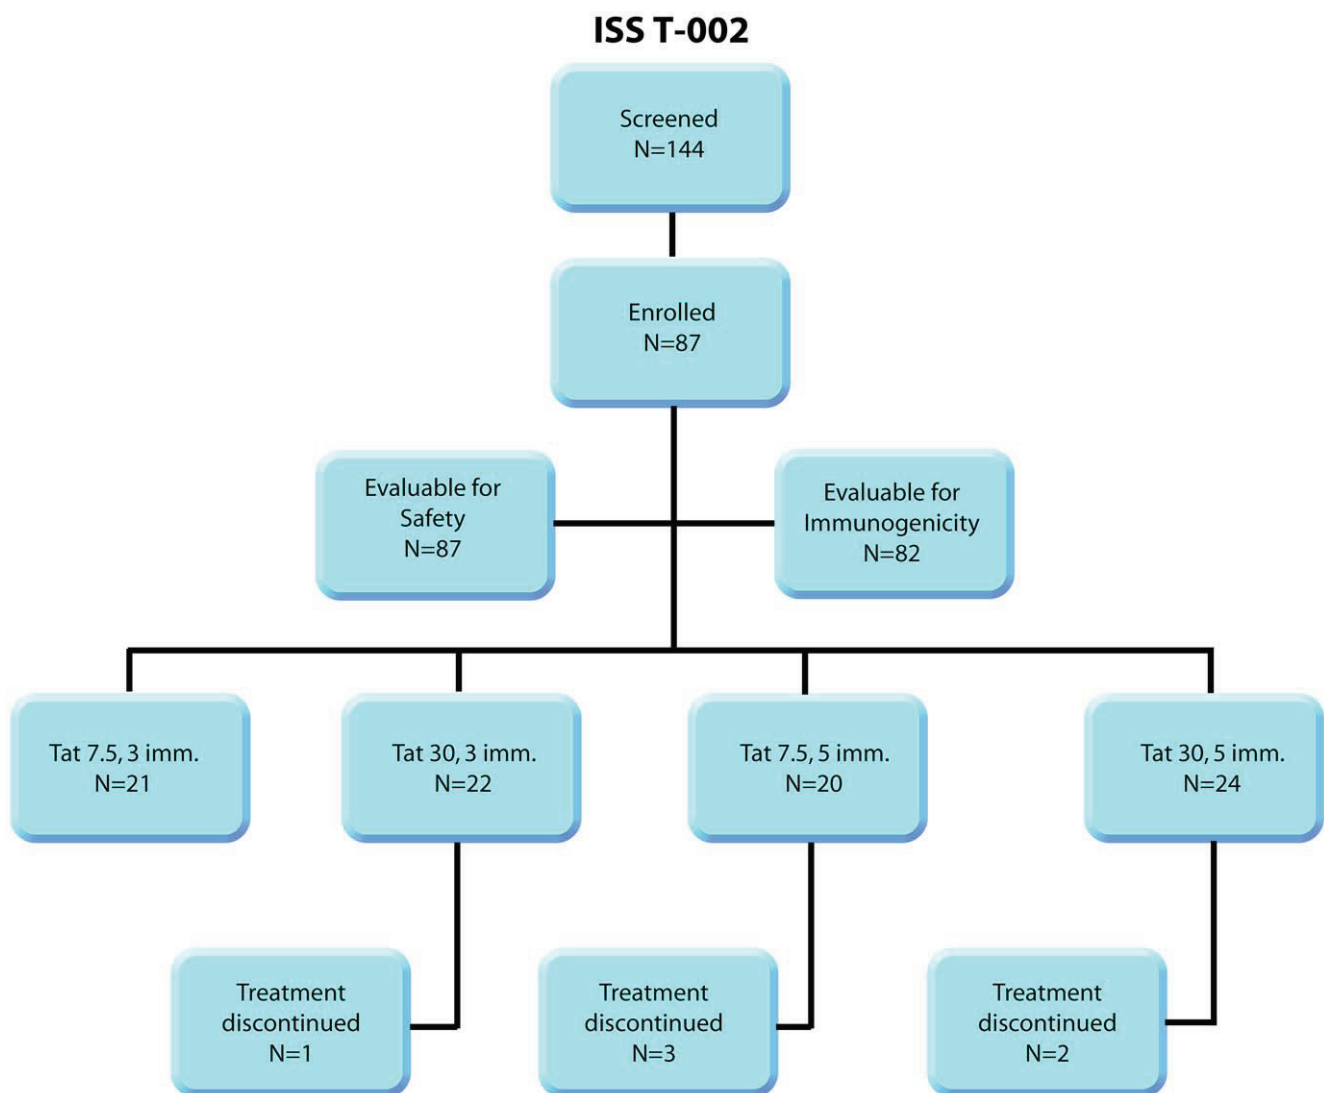 ISS T-002
Screened
N=144
Enrolled
N=87
Evaluable for
Safety
N=87
Evaluable for
Immunogenicity
N=82
Tat 7.5, 3 imm.
N=21
Tat 30, 3 imm.
N=22
Tat 7.5, 5 imm.
N=20
Tat 30, 5 imm.
N=24
Treatment
discontinued
N=1
Treatment
discontinued
N=3
Treatment
discontinued
N=2